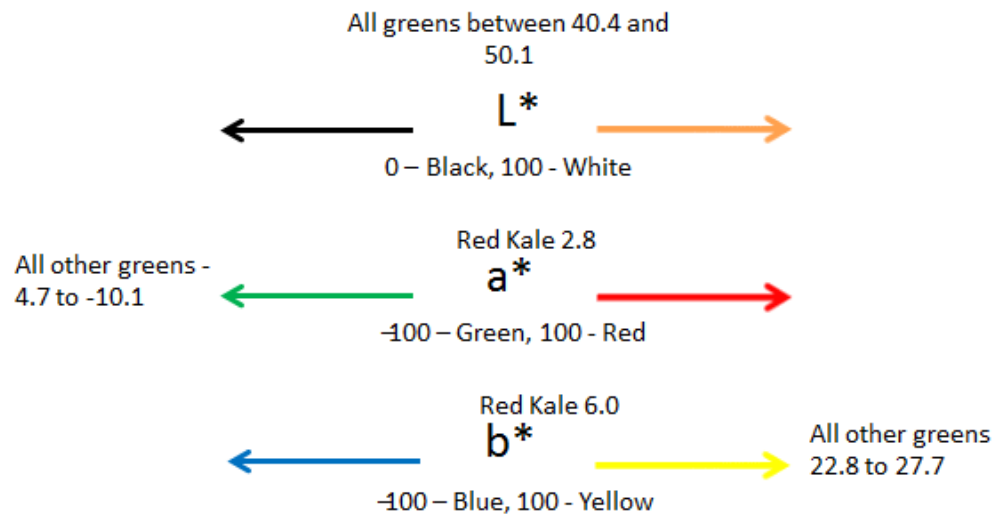 All greens between 40.4 and
50.1
L*
0 – Black, 100 - White
Red Kale 2.8
All other greens -
4.7 to -10.1
a*
-100 – Green, 100 - Red
Red Kale 6.0
b*
All other greens
22.8 to 27.7
-100 – Blue, 100 - Yellow